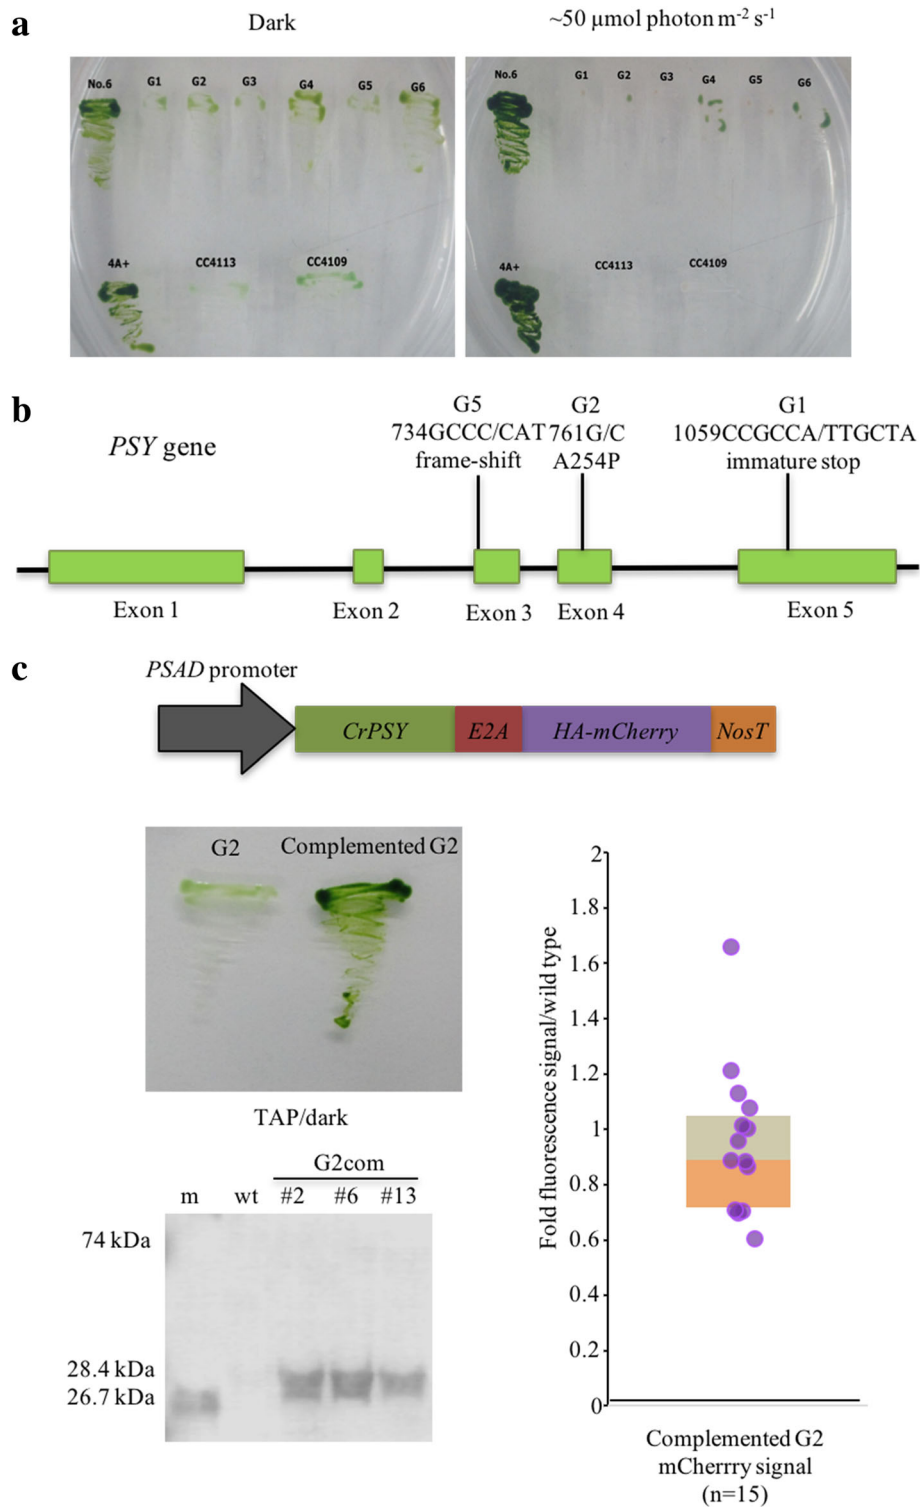 a
Dark
~50 µmol photon m-2 s-1
No.6 G1 G2 G3 G4 G5 G6
4A+ CC4113 CC4109
No.6 G1 G2 G3 G4 G5 G6
4A+ CC4113 CC4109
b
PSY gene
G5
734GCCC/CAT
frame-shift
G2
761G/C
A254P
G1
1059CCGCCA/TTGCTA
immature stop
Exon 1
Exon 2
Exon 3
Exon 4
Exon 5
c
PSAD promoter
CrPSY E2A HA-mCherry NosT
G2 Complemented G2
TAP/dark
G2com
m wt #2 #6 #13
74 kDa
28.4 kDa
26.7 kDa
Fold fluorescence signal/wild type
2
1.8
1.6
1.4
1.2
1
0.8
0.6
0.4
0.2
0
Complemented G2
mCherrry signal
(n=15)